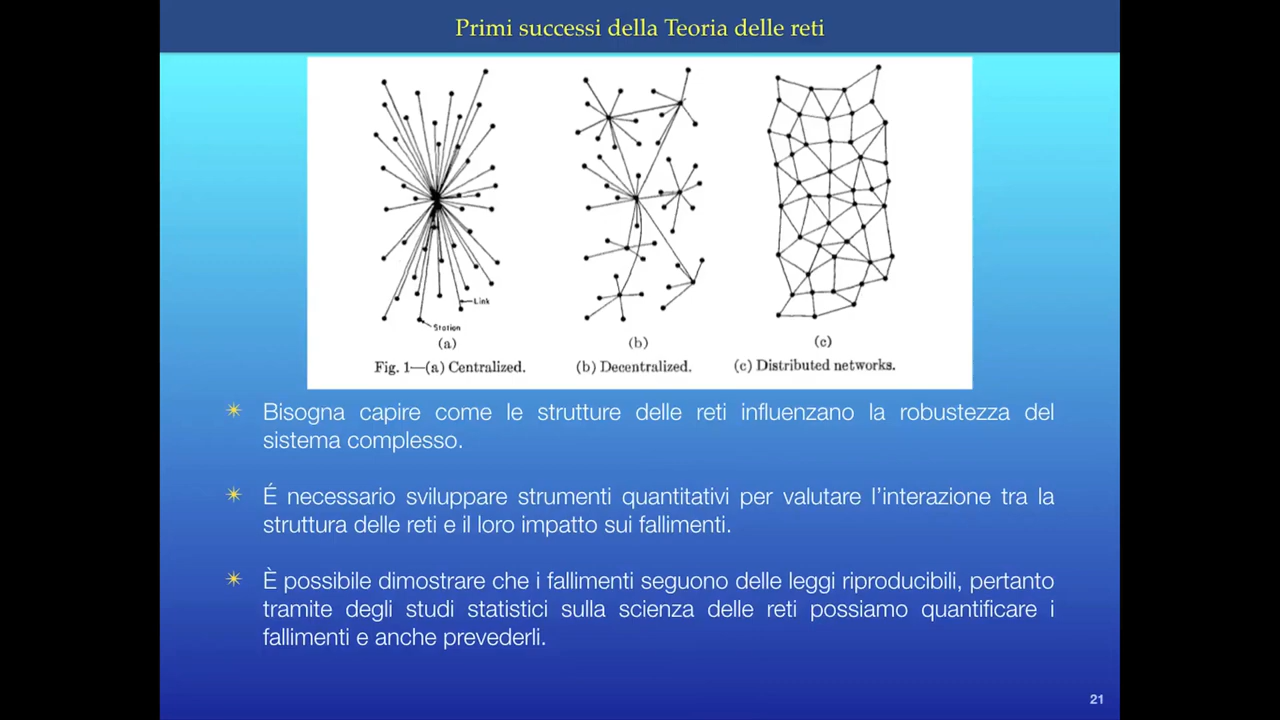 Primi successi della Teoria delle reti
Link
Station
(a)
(b)
(c)
Fig. 1—(a) Centralized.
(b) Decentralized.
(c) Distributed networks.
Bisogna capire come le strutture delle reti influenzano la robustezza del
sistema complesso.
É necessario sviluppare strumenti quantitativi per valutare l’interazione tra la
struttura delle reti e il loro impatto sui fallimenti.
È possibile dimostrare che i fallimenti seguono delle leggi riproducibili, pertanto
tramite degli studi statistici sulla scienza delle reti possiamo quantificare i
fallimenti e anche prevederli.
21